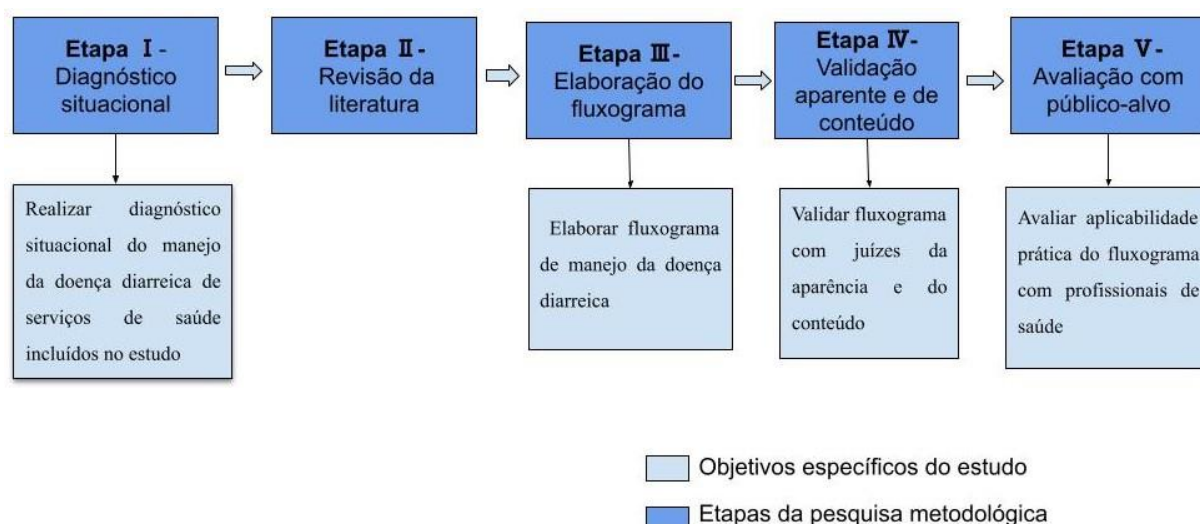 Etapa Ⅰ -
Diagnóstico
situacional
Etapa Ⅱ -
Revisão da
literatura
Etapa Ⅲ -
Elaboração do
fluxograma
Etapa Ⅳ-
Validação
aparente e de
conteúdo
Etapa Ⅴ-
Avaliação com
público-alvo
Realizar diagnóstico
situacional do manejo
da doença diarreica de
serviços de saúde
incluídos no estudo
Elaborar fluxograma
de manejo da doença
diarreica
Validar fluxograma
com juízes da
aparência e do
conteúdo
Avaliar aplicabilidade
prática do fluxograma
com profissionais de
saúde
Objetivos específicos do estudo
Etapas da pesquisa metodológica